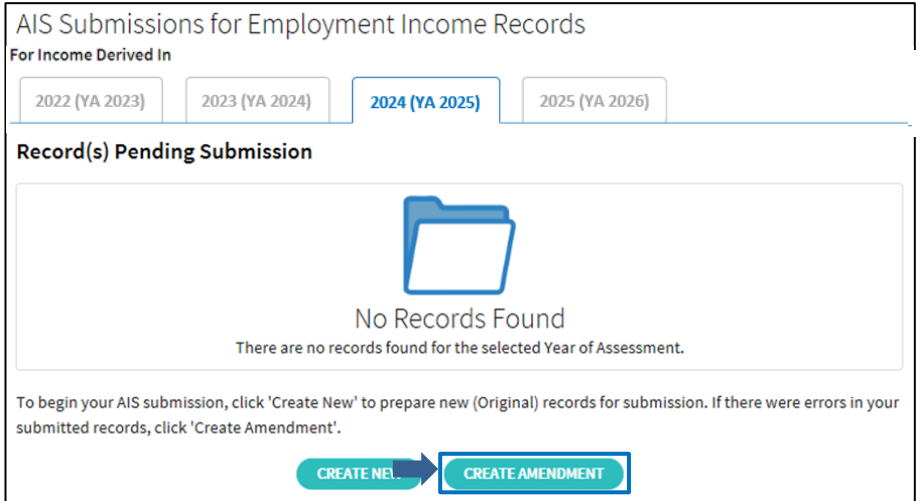 AIS Submissions for Employment Income Records
For Income Derived In
2022 (YA 2023)
2023 (YA 2024)
2024 (YA 2025)
2025 (YA 2026)
Record(s) Pending Submission
No Records Found
There are no records found for the selected Year of Assessment.
To begin your AIS submission, click 'Create New' to prepare new (Original) records for submission. If there were errors in your
submitted records, click 'Create Amendment'.
CREATE NEW
CREATE AMENDMENT